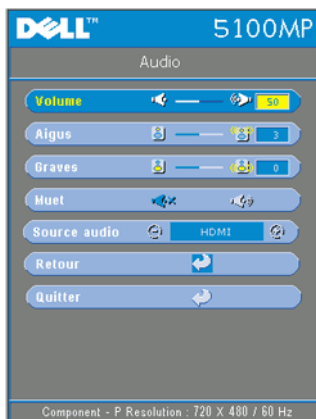 DELL™ 5100MP
Audio
Volume 50
Aigus 3
Graves 0
Muet
Source audio HDMI
Retour
Quitter
Component - P Resolution : 720 X 480 / 60 Hz